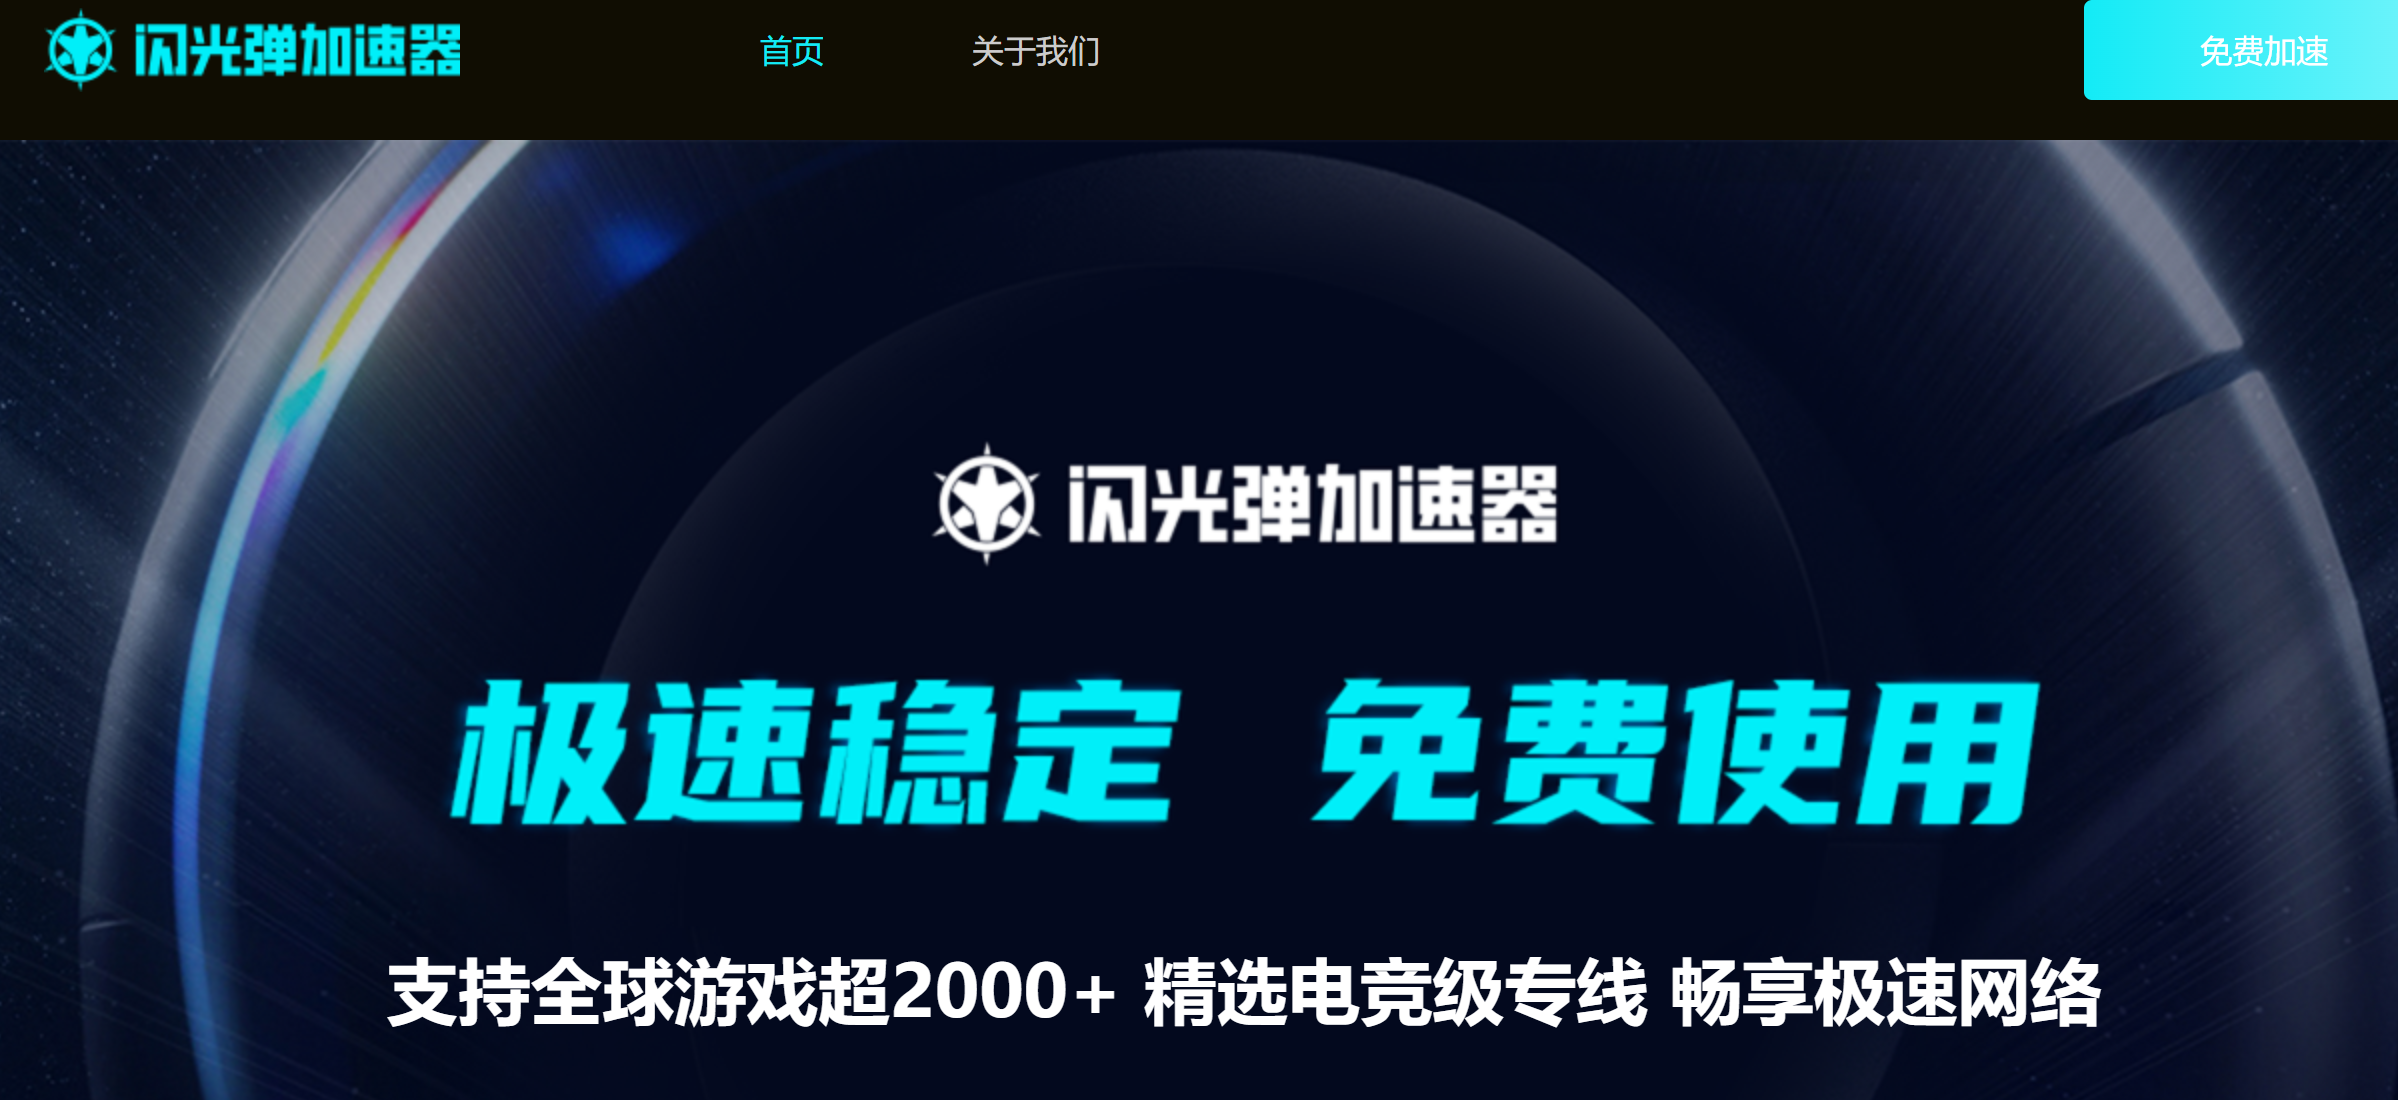 闪光弹加速器
首页
关于我们
免费加速
闪光弹加速器
极速稳定 免费使用
支持全球游戏超2000+ 精选电竞级专线 畅享极速网络